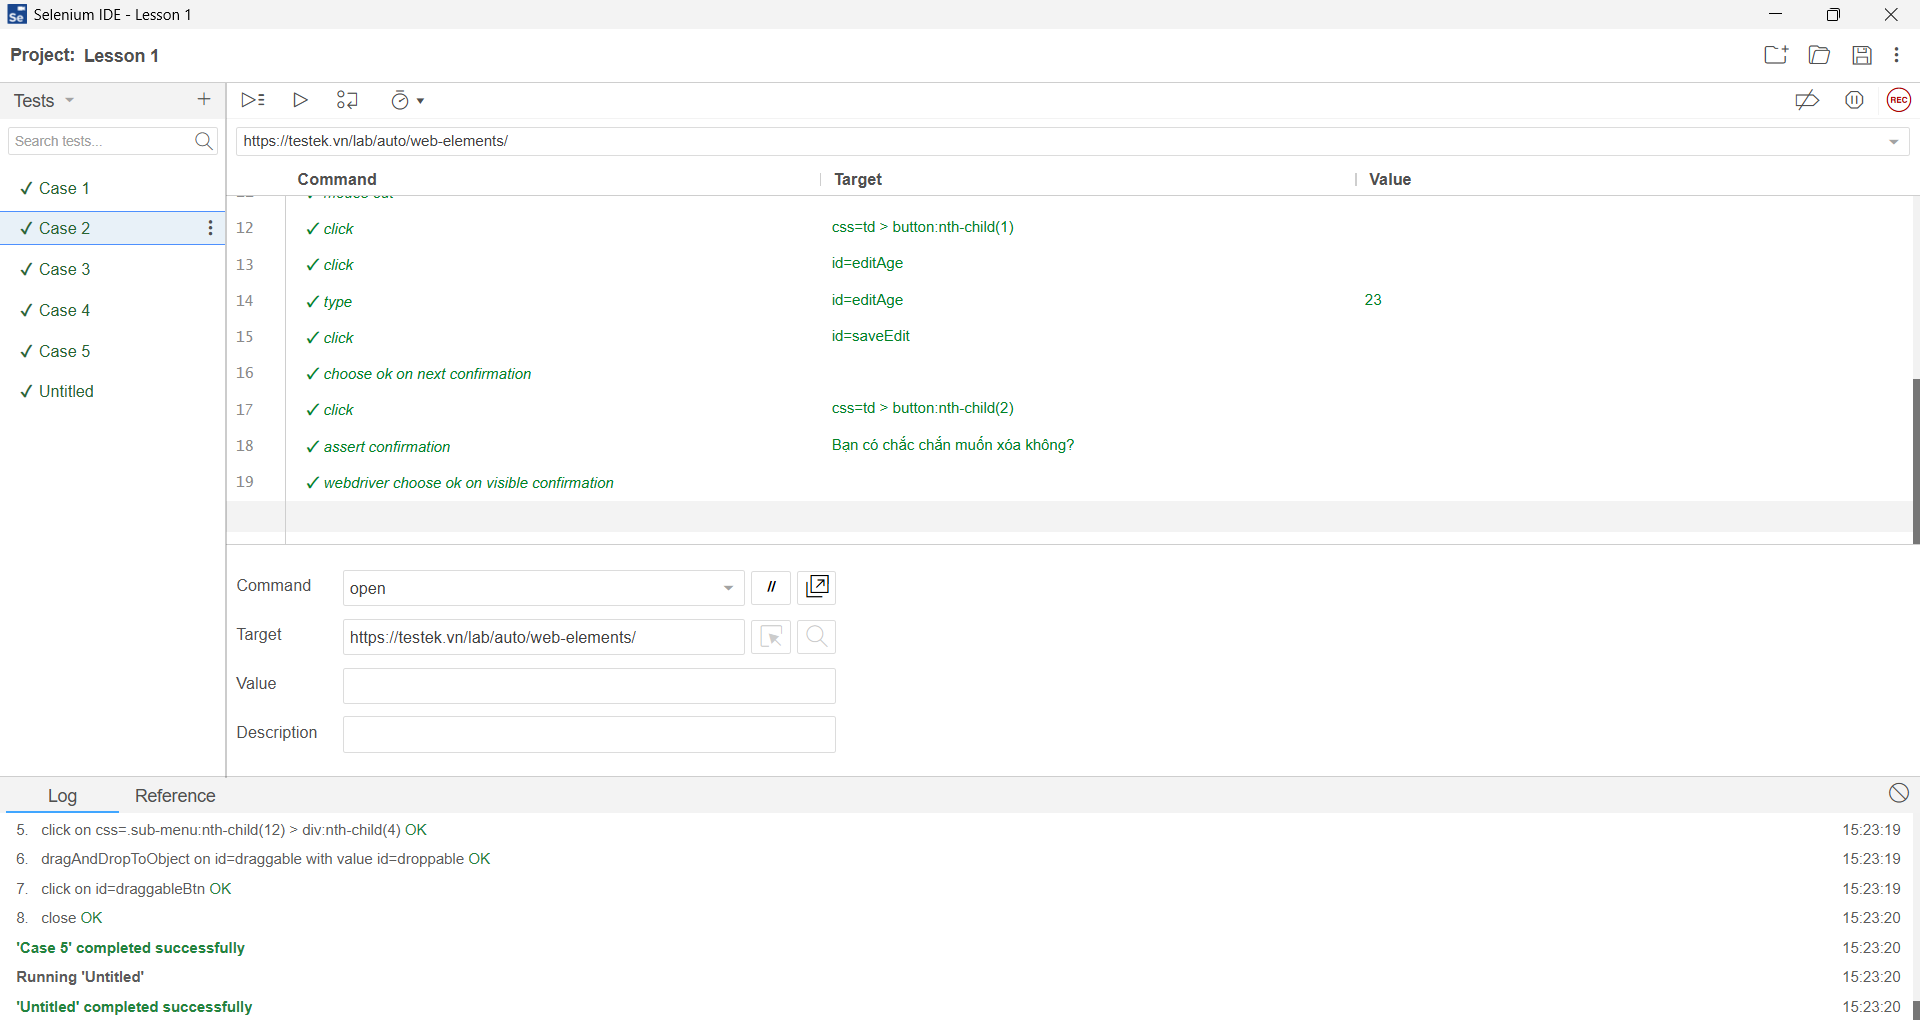 Selenium IDE - Lesson 1
Project: Lesson 1
Tests
Search tests...
https://testek.vn/lab/auto/web-elements/
Command Target Value
Case 1
Case 2
Case 3
Case 4
Case 5
Untitled
12 ✓ click css=td > button:nth-child(1)
13 ✓ click id=editAge
14 ✓ type id=editAge 23
15 ✓ click id=saveEdit
16 ✓ choose ok on next confirmation
17 ✓ click css=td > button:nth-child(2)
18 ✓ assert confirmation Bạn có chắc chắn muốn xóa không?
19 ✓ webdriver choose ok on visible confirmation
Command open //
Target https://testek.vn/lab/auto/web-elements/
Value
Description
Log Reference
5. click on css=.sub-menu:nth-child(12) > div:nth-child(4) OK 15:23:19
6. dragAndDropToObject on id=draggable with value id=droppable OK 15:23:19
7. click on id=draggableBtn OK 15:23:19
8. close OK 15:23:20
'Case 5' completed successfully 15:23:20
Running 'Untitled' 15:23:20
'Untitled' completed successfully 15:23:20
REC
Se